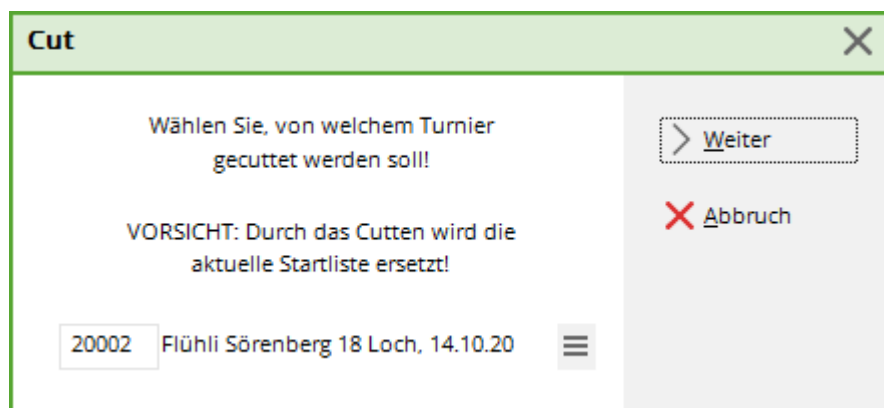 Cut
Wählen Sie, von welchem Turnier
gecuttet werden soll!
VORSICHT: Durch das Cutten wird die
aktuelle Startliste ersetzt!
20002 Flühli Sörenberg 18 Loch, 14.10.20
Weiter
Abbruch